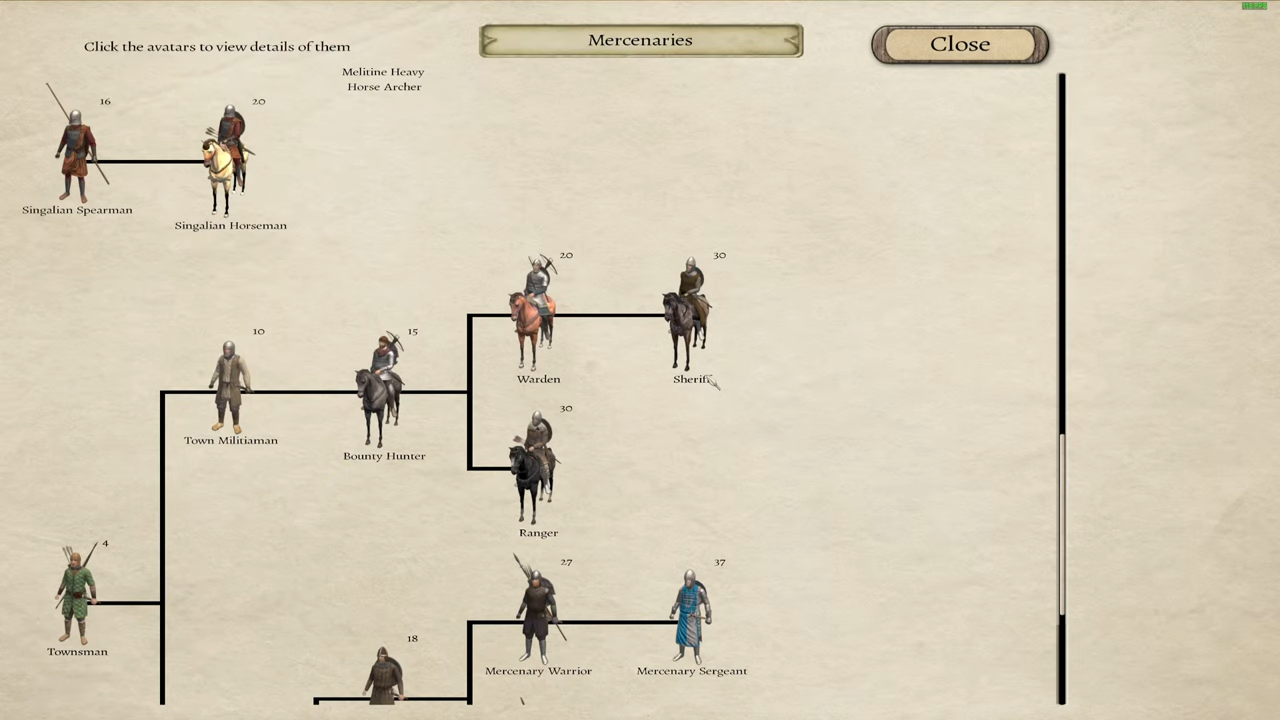 Click the avatars to view details of them
Mercenaries
Close
Melitine Heavy
Horse Archer
16
20
Singalian Spearman
Singalian Horseman
20
30
Warden
Sheriff
10
15
Town Militiaman
Bounty Hunter
30
Ranger
4
Townsman
27
37
Mercenary Warrior
Mercenary Sergeant
18